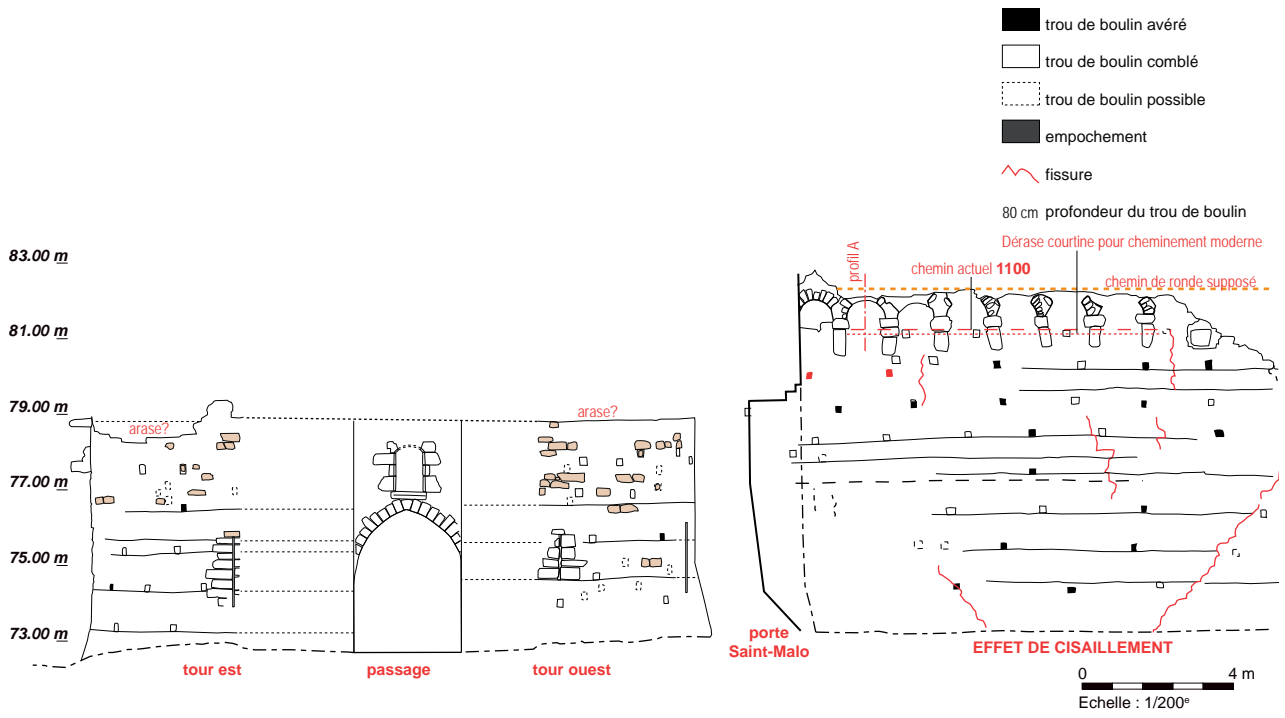 trou de boulin avéré
trou de boulin comblé
trou de boulin possible
empochement
fissure
80 cm profondeur du trou de boulin
Dérase courtine pour cheminement moderne
profil A
chemin actuel 1100
chemin de ronde supposé
83.00 m
81.00 m
79.00 m
77.00 m
75.00 m
73.00 m
arase?
arase?
tour est
passage
tour ouest
porte
Saint-Malo
EFFET DE CISAILLEMENT
0 4 m
Echelle : 1/200e